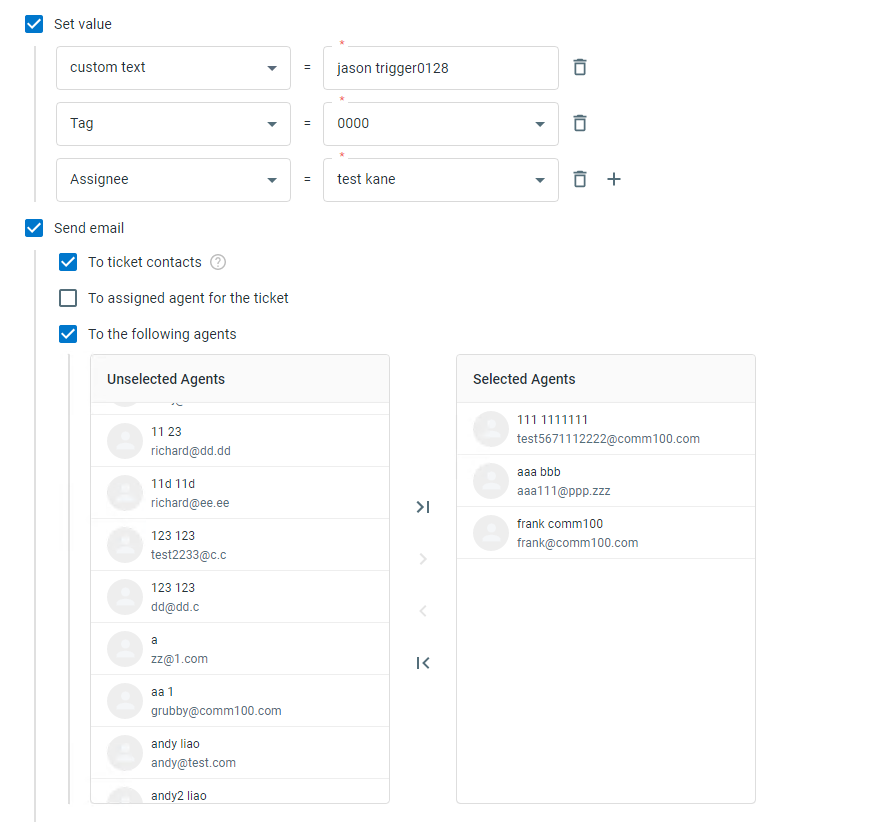 Set value
custom text = * jason trigger0128
Tag = * 0000
Assignee = * test kane
Send email
To ticket contacts ?
To assigned agent for the ticket
To the following agents
Unselected Agents
11 23
richard@dd.dd
11d 11d
richard@ee.ee
123 123
test2233@c.c
123 123
dd@dd.c
a
zz@1.com
aa 1
grubby@comm100.com
andy liao
andy@test.com
andy2 liao
Selected Agents
111 1111111
test5671112222@comm100.com
aaa bbb
aaa111@ppp.zzz
frank comm100
frank@comm100.com